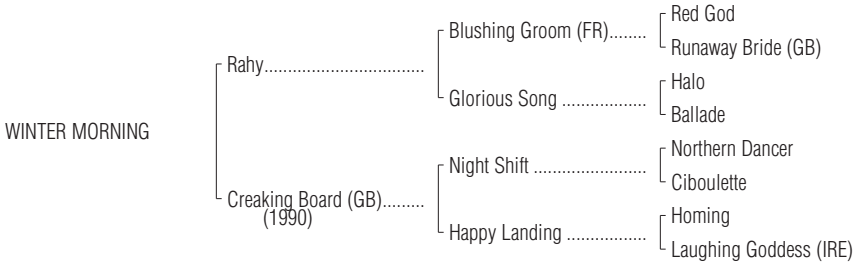 Red God
Blushing Groom (FR)........
Runaway Bride (GB)
Rahy................................
Halo
Glorious Song .................
Ballade
WINTER MORNING
Northern Dancer
Night Shift .......................
Ciboulette
Creaking Board (GB).........
(1990)
Homing
Happy Landing ................
Laughing Goddess (IRE)